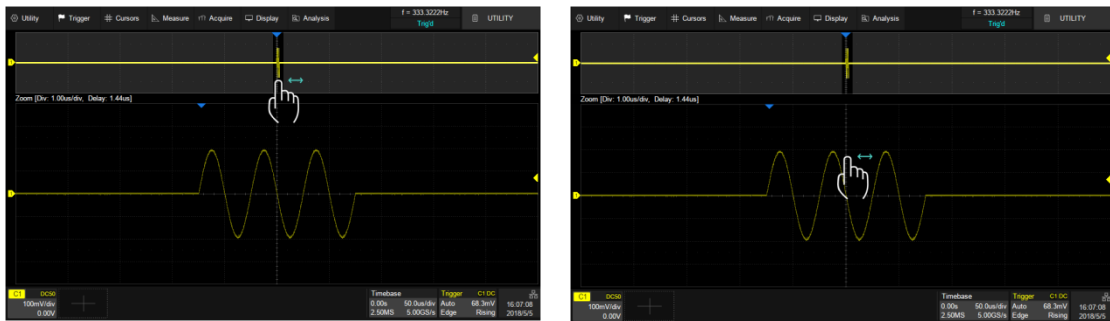 Utility Trigger Cursors Measure Acquire Display Analysis f = 333.3222Hz Trig'd UTILITY
D
Zoom [Div: 1.00us/div, Delay: 1.44us]
D
C1 DC50
100mV/div
0.00V
Timebase
0.00s 50.0us/div
2.50MS 5.00GS/s
Trigger C1 DC
Auto 68.3mV
Edge Rising
16:07:08
2018/5/5
Utility Trigger Cursors Measure Acquire Display Analysis f = 333.3222Hz Trig'd UTILITY
D
Zoom [Div: 1.00us/div, Delay: 1.44us]
D
C1 DC50
100mV/div
0.00V
Timebase
0.00s 50.0us/div
2.50MS 5.00GS/s
Trigger C1 DC
Auto 68.3mV
Edge Rising
16:07:08
2018/5/5